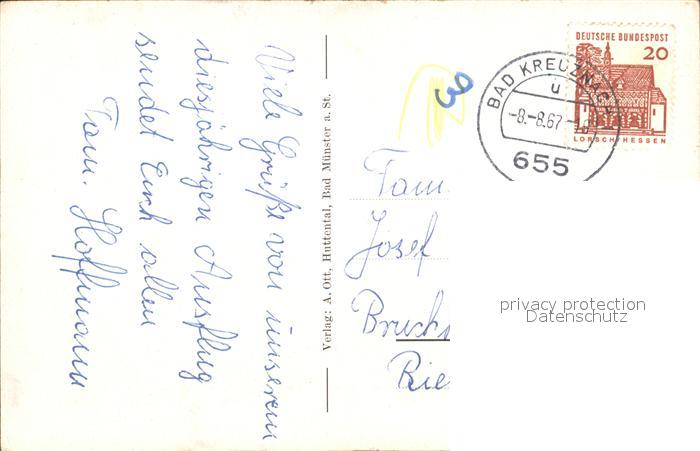 Viele Grüße von unserem
diesjährigen Ausflug
sendet Euch allen
Fam. Hoffmann
Verlag: A. Ott, Huttental, Bad Münster a. St.
3
DEUTSCHE BUNDESPOST
20
LORSCH/HESSEN
BAD KREUZNACH
u
-8.-8.67-
655
Fam.
Josef
privacy protection
Datenschutz